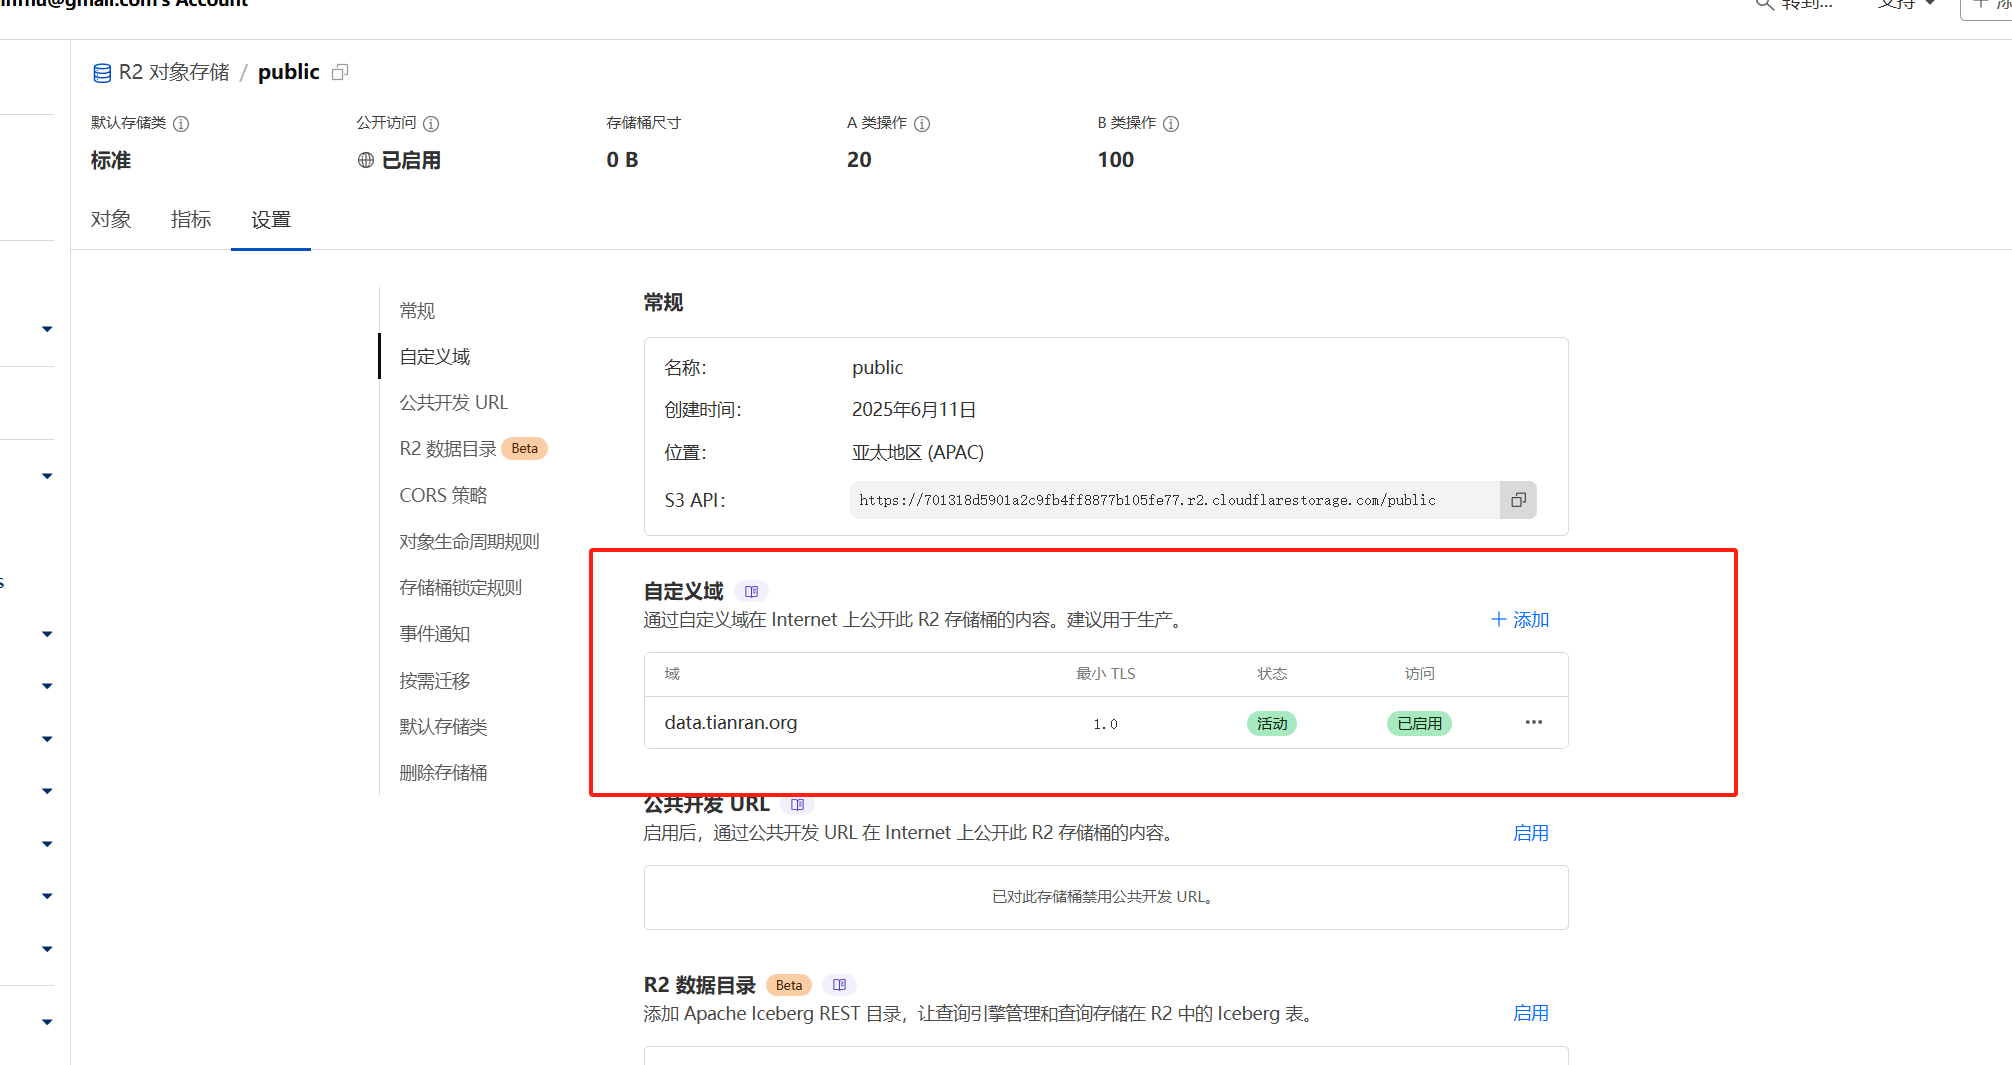 @gmail.com's Account
转到...
支持
R2 对象存储 / public
默认存储类
标准
公开访问
已启用
存储桶尺寸
0 B
A 类操作
20
B 类操作
100
对象
指标
设置
常规
自定义域
公共开发 URL
R2 数据目录 Beta
CORS 策略
对象生命周期规则
存储桶锁定规则
事件通知
按需迁移
默认存储类
删除存储桶
常规
名称: public
创建时间: 2025年6月11日
位置: 亚太地区 (APAC)
S3 API: https://701318d5901a2c9fb4ff8877b105fe77.r2.cloudflarestorage.com/public
自定义域
通过自定义域在 Internet 上公开此 R2 存储桶的内容。建议用于生产。
+ 添加
域 最小 TLS 状态 访问
data.tianran.org 1.0 活动 已启用 ...
公共开发 URL
启用后，通过公共开发 URL 在 Internet 上公开此 R2 存储桶的内容。
启用
已对此存储桶禁用公共开发 URL。
R2 数据目录 Beta
添加 Apache Iceberg REST 目录，让查询引擎管理和查询存储在 R2 中的 Iceberg 表。
启用